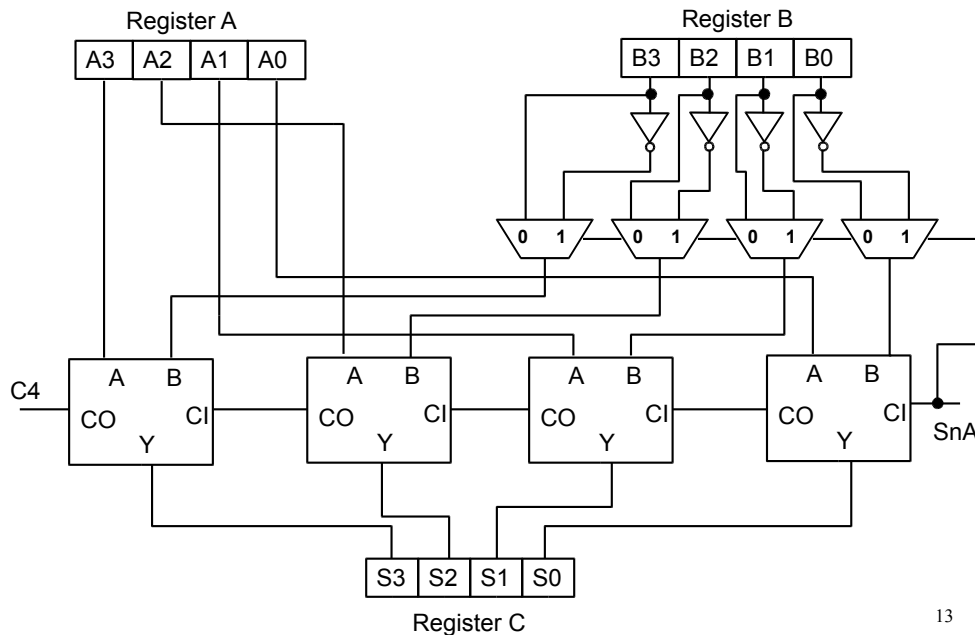 Register A
Register B
A3 A2 A1 A0
B3 B2 B1 B0
0 1 0 1 0 1 0 1
A B A B A B A B
C4
CO CI CO CI CO CI CO CI
SnA
Y Y Y Y
S3 S2 S1 S0
Register C
13